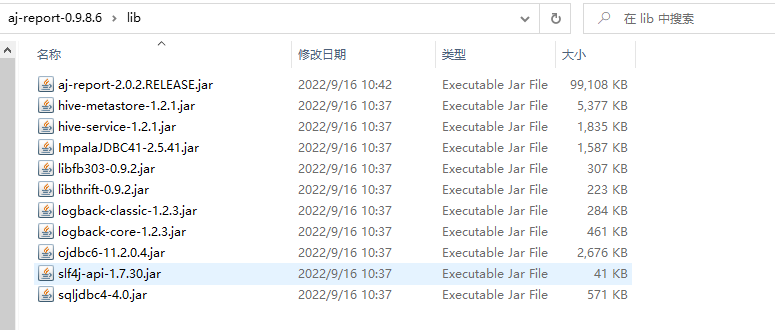 aj-report-0.9.8.6 > lib 在 lib 中搜索
名称 修改日期 类型 大小
aj-report-2.0.2.RELEASE.jar 2022/9/16 10:42 Executable Jar File 99,108 KB
hive-metastore-1.2.1.jar 2022/9/16 10:37 Executable Jar File 5,377 KB
hive-service-1.2.1.jar 2022/9/16 10:37 Executable Jar File 1,835 KB
ImpalaJDBC41-2.5.41.jar 2022/9/16 10:37 Executable Jar File 1,587 KB
libfb303-0.9.2.jar 2022/9/16 10:37 Executable Jar File 307 KB
libthrift-0.9.2.jar 2022/9/16 10:37 Executable Jar File 223 KB
logback-classic-1.2.3.jar 2022/9/16 10:37 Executable Jar File 284 KB
logback-core-1.2.3.jar 2022/9/16 10:37 Executable Jar File 461 KB
ojdbc6-11.2.0.4.jar 2022/9/16 10:37 Executable Jar File 2,676 KB
slf4j-api-1.7.30.jar 2022/9/16 10:37 Executable Jar File 41 KB
sqljdbc4-4.0.jar 2022/9/16 10:37 Executable Jar File 571 KB